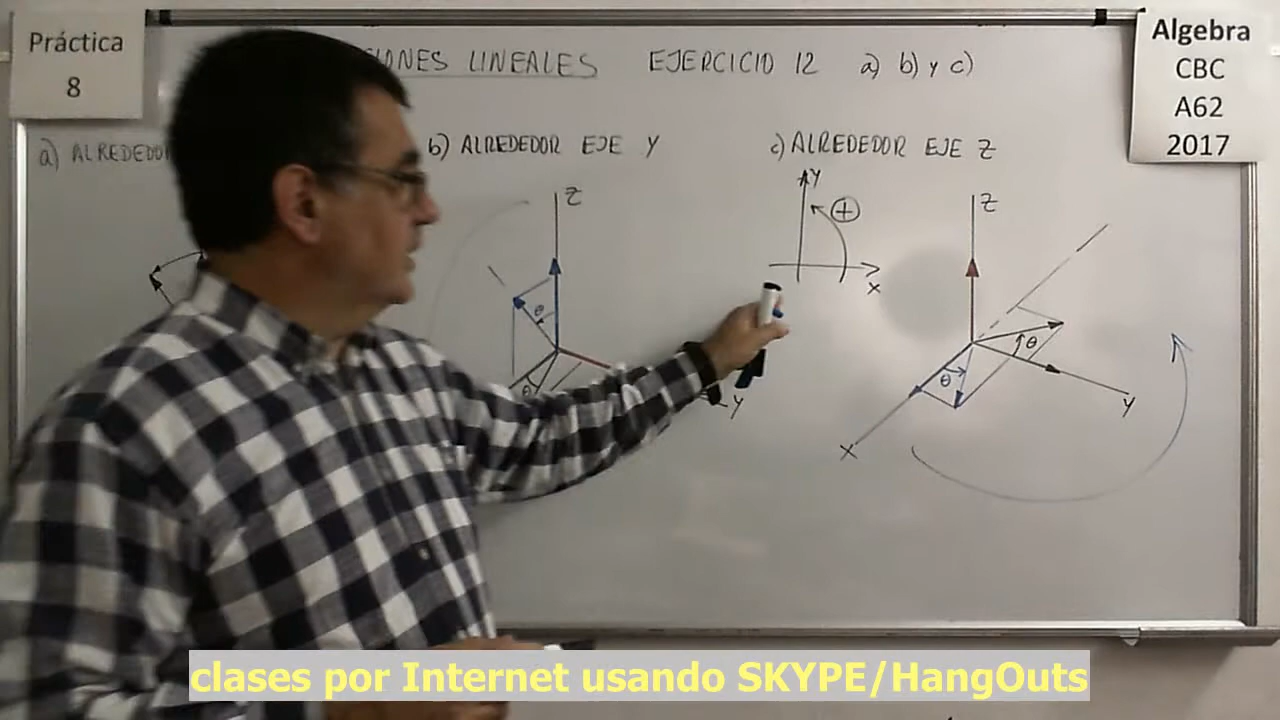 Práctica
8
IONES LINEALES EJERCICIO 12 a) b) y c)
Algebra
CBC
A62
2017
a) ALREDEDOR
b) ALREDEDOR EJE Y
c) ALREDEDOR EJE Z
Z
θ
θ
Y
Y
+
X
Z
θ
θ
X
Y
clases por Internet usando SKYPE/HangOuts